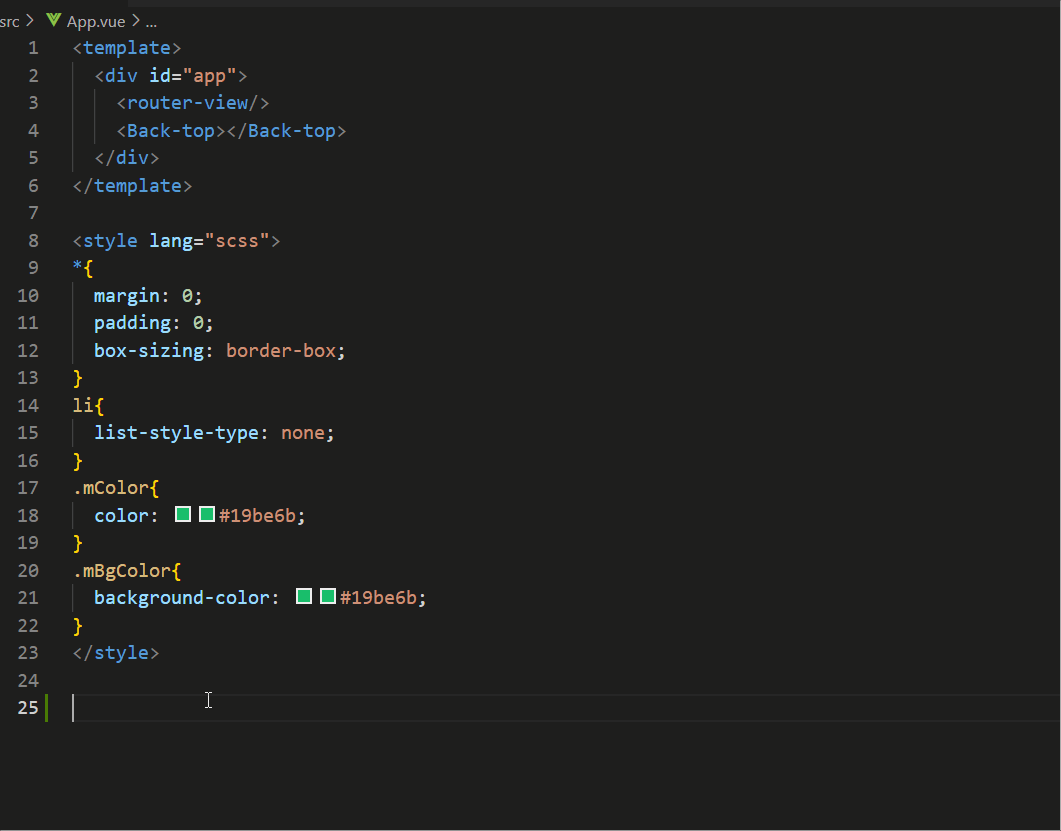 src > App.vue > ...
1 <template>
2   <div id="app">
3     <router-view/>
4     <Back-top></Back-top>
5   </div>
6 </template>
7
8 <style lang="scss">
9 *{
10   margin: 0;
11   padding: 0;
12   box-sizing: border-box;
13 }
14 li{
15   list-style-type: none;
16 }
17 .mColor{
18   color: #19be6b;
19 }
20 .mBgColor{
21   background-color: #19be6b;
22 }
23 </style>
24
25